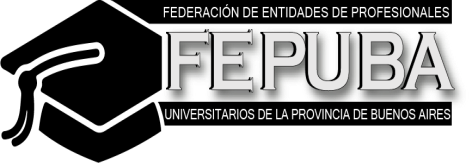 FEDERACIÓN DE ENTIDADES DE PROFESIONALES
FEPUBA
UNIVERSITARIOS DE LA PROVINCIA DE BUENOS AIRES